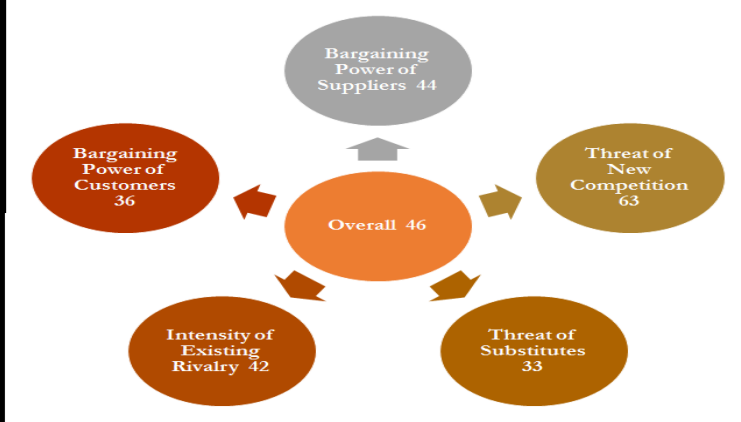 Bargaining
Power of
Suppliers 44
Bargaining
Power of
Customers
36
Threat of
New
Competition
63
Overall 46
Intensity of
Existing
Rivalry 42
Threat of
Substitutes
33